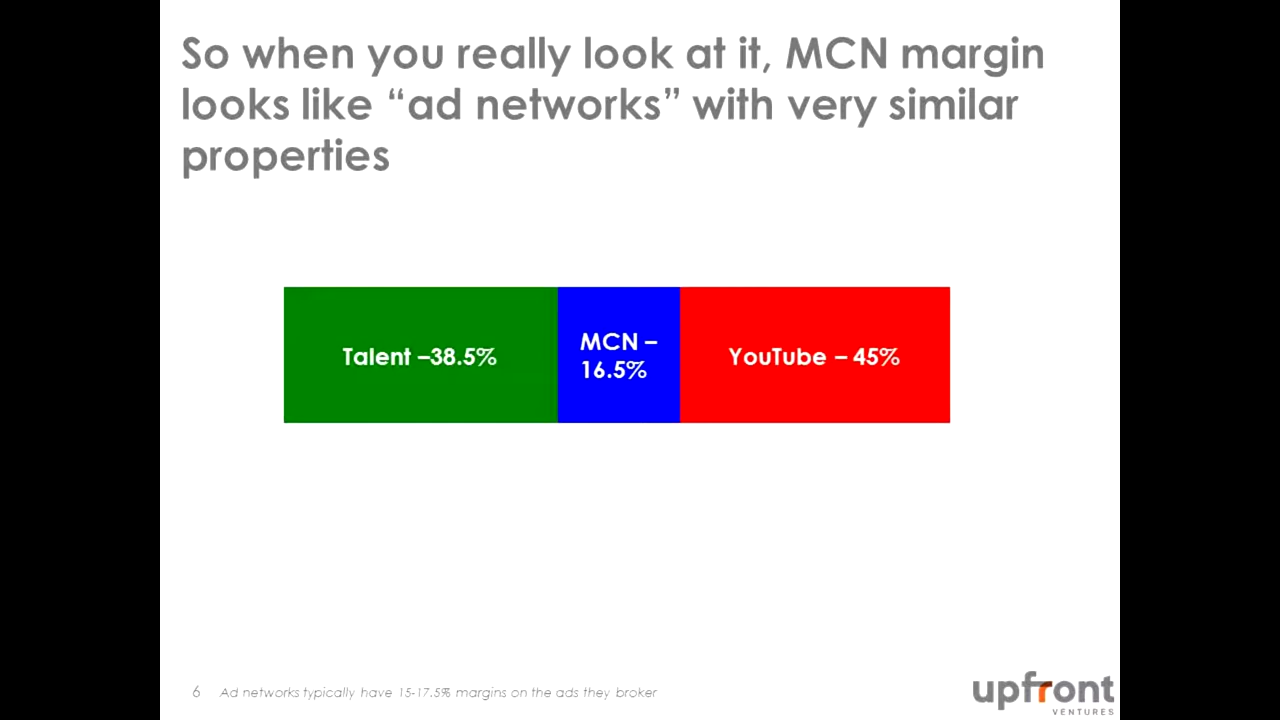 So when you really look at it, MCN margin
looks like “ad networks” with very similar
properties
Talent –38.5%
MCN –
16.5%
YouTube – 45%
6 Ad networks typically have 15-17.5% margins on the ads they broker
upfront
VENTURES